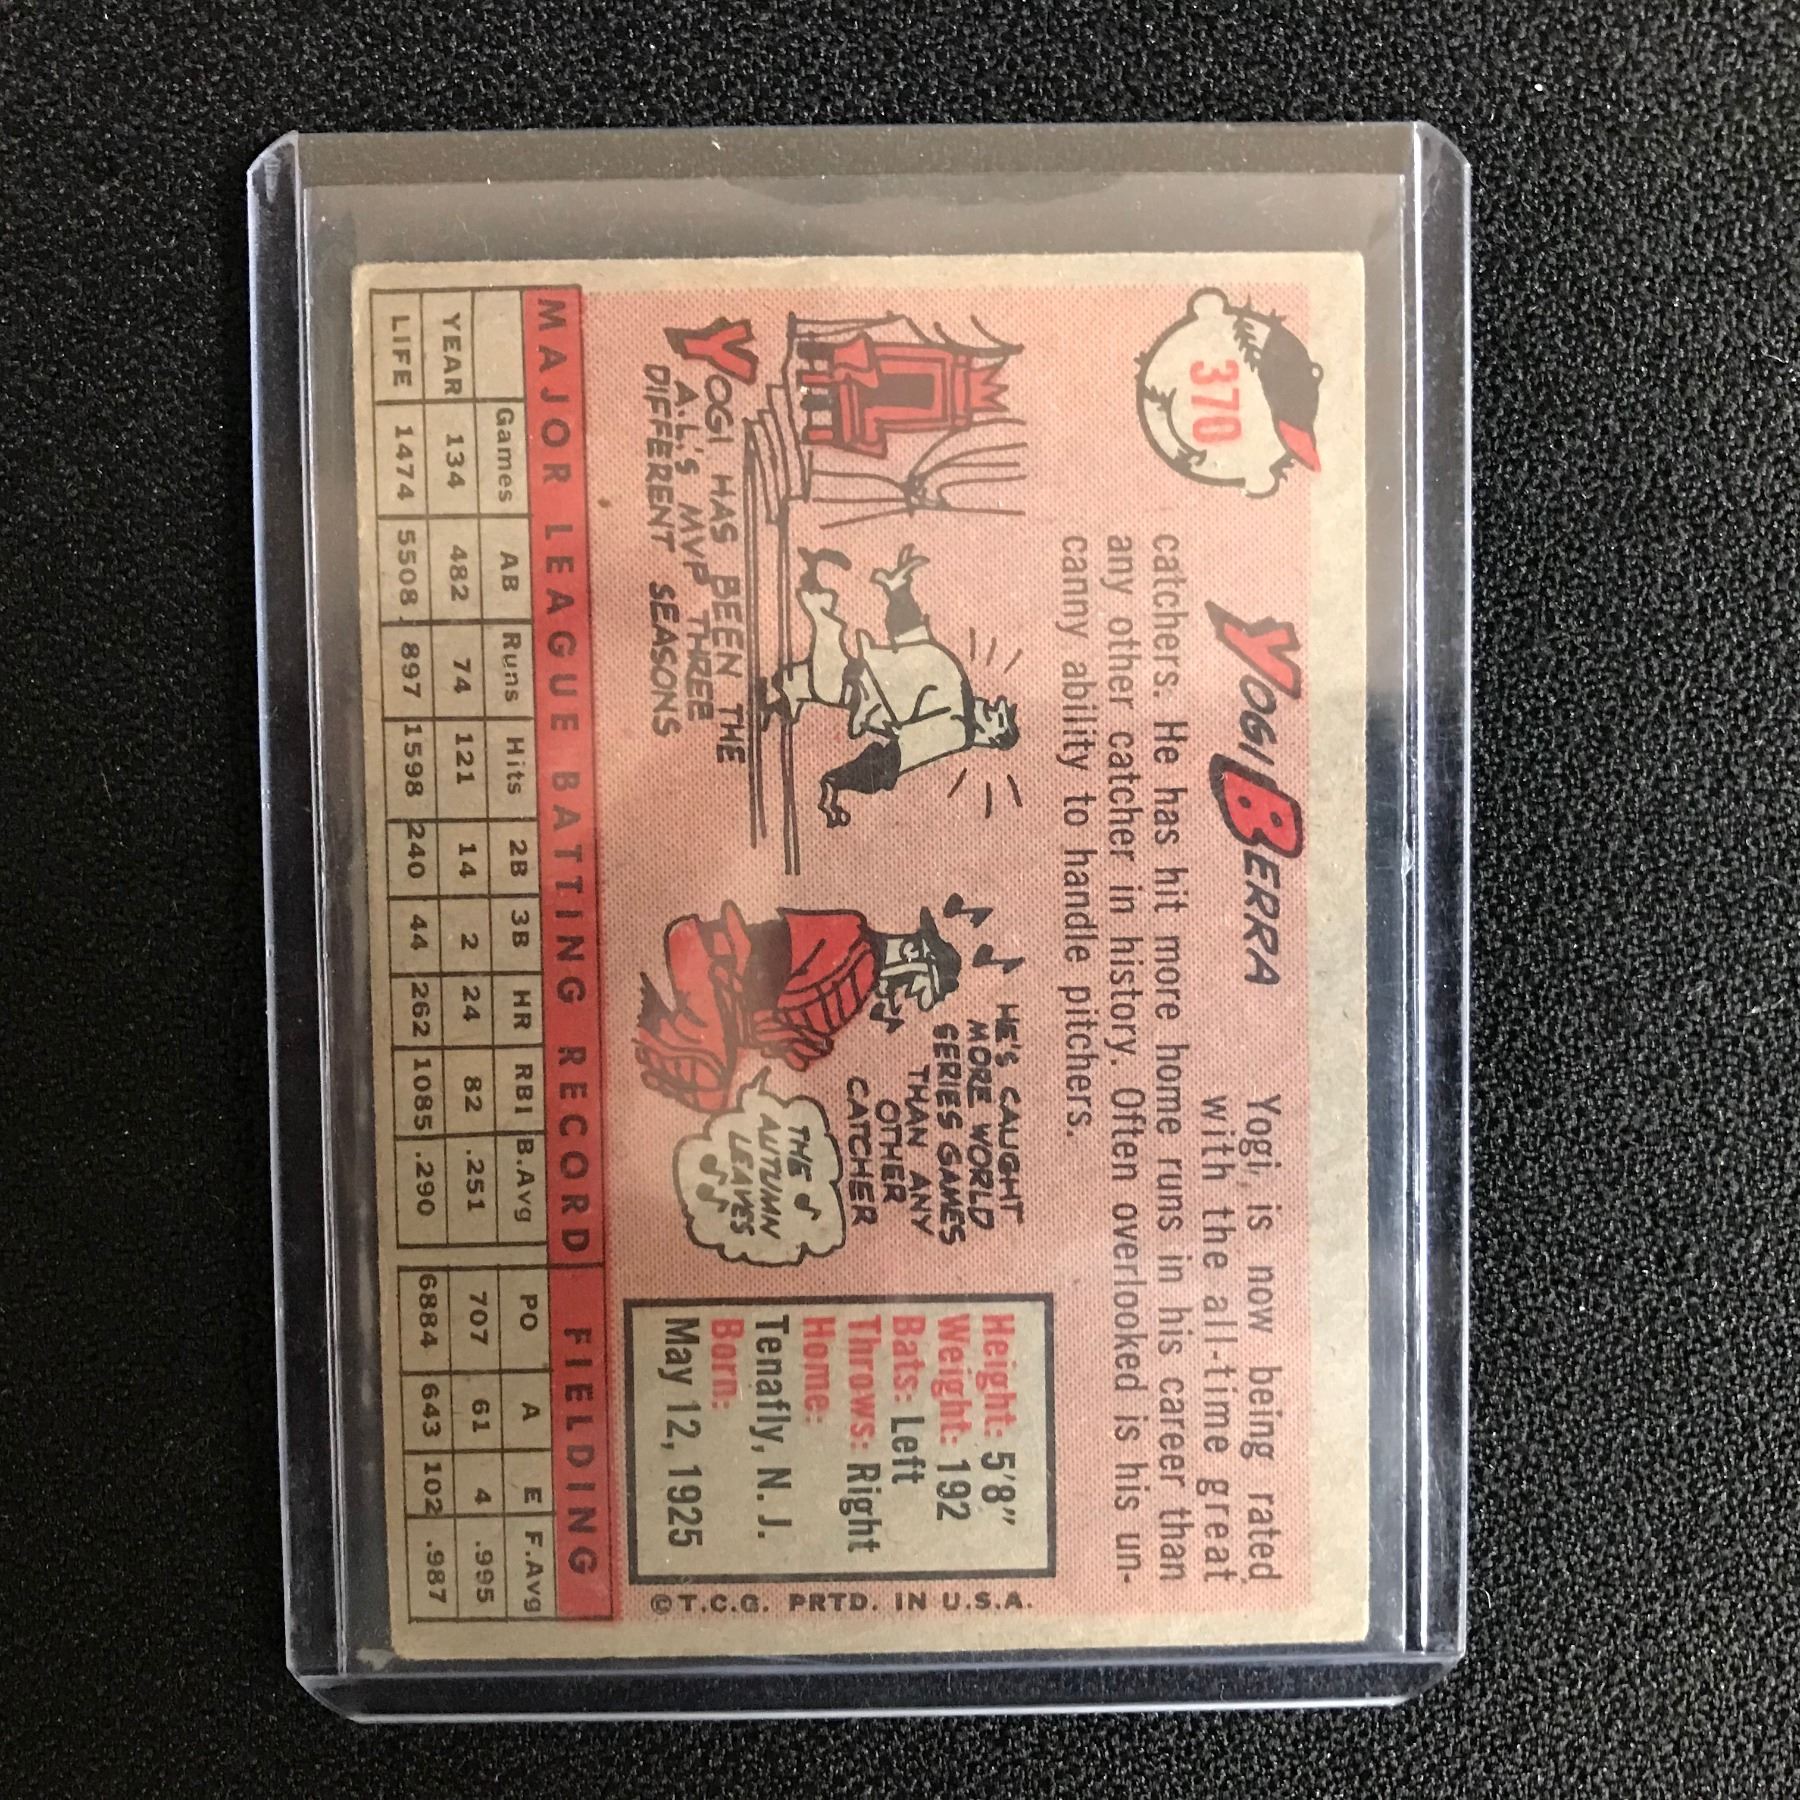 370
YOGI BERRA
Yogi, is now being rated
with the all-time great
catchers. He has hit more home runs in his career than
any other catcher in history. Often overlooked is his un-
canny ability to handle pitchers.
YOGI HAS BEEN THE
A.L.'S MVP THREE
DIFFERENT SEASONS
HE'S CAUGHT
MORE WORLD
SERIES GAMES
THAN ANY
OTHER
CATCHER
THE
AUTUMN
LEAVES
Height: 5'8"
Weight: 192
Bats: Left
Throws: Right
Home:
Tenafly, N. J.
Born:
May 12, 1925
© T.C.G. PRTD. IN U.S.A.
MAJOR LEAGUE BATTING RECORD FIELDING
Games AB Runs Hits 2B 3B HR RBI B.Avg PO A E F.Avg
YEAR 134 482 74 121 14 2 24 82 .251 707 61 4 .995
LIFE 1474 5508 897 1598 240 44 262 1085 .290 6884 643 102 .987